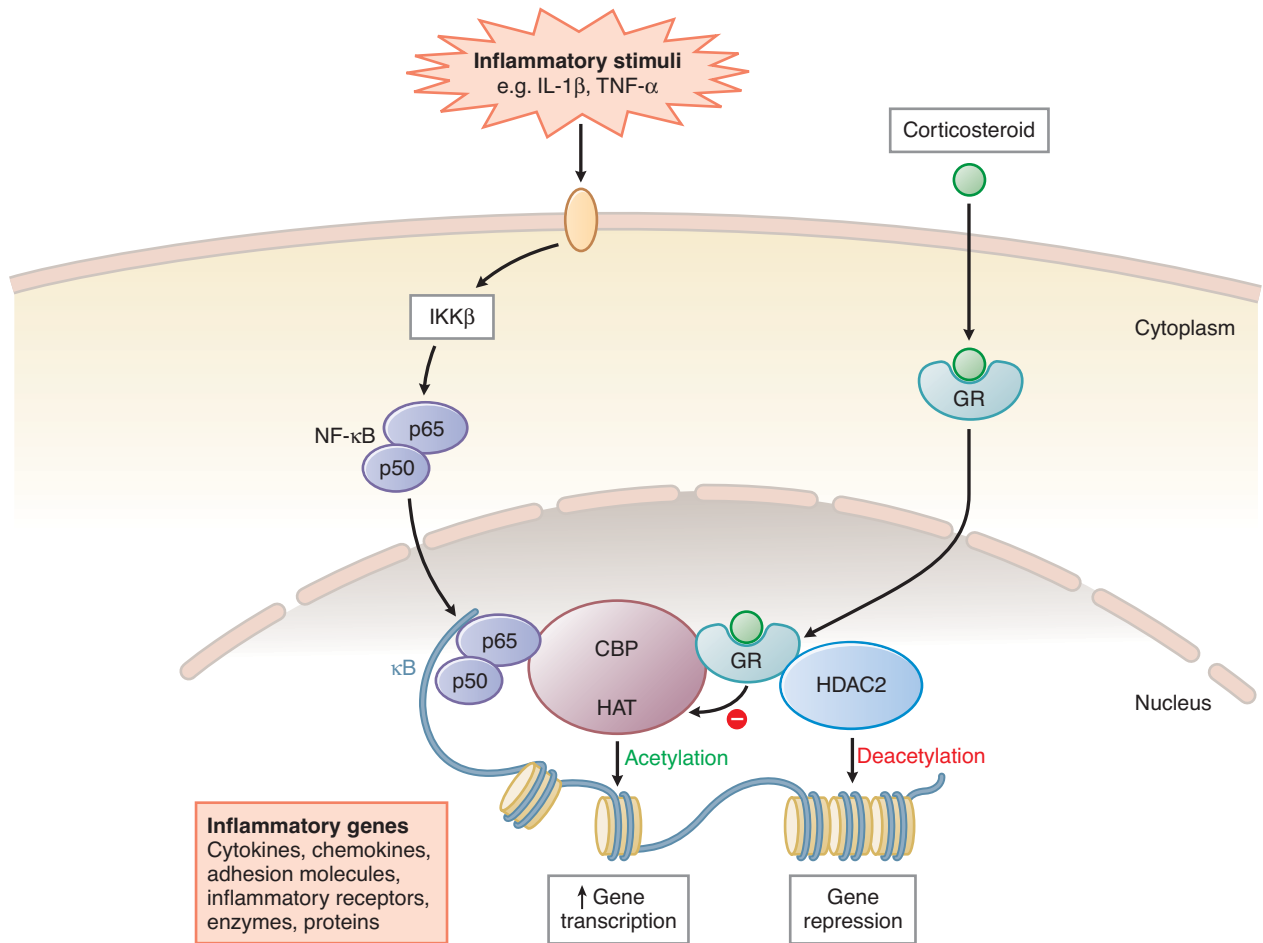 Inflammatory stimuli
e.g. IL-1β, TNF-α
Corticosteroid
IKKβ
Cytoplasm
GR
NF-κB
p65
p50
κB
p65
p50
CBP
HAT
GR
HDAC2
Nucleus
Acetylation
Deacetylation
Inflammatory genes
Cytokines, chemokines,
adhesion molecules,
inflammatory receptors,
enzymes, proteins
↑ Gene
transcription
Gene
repression